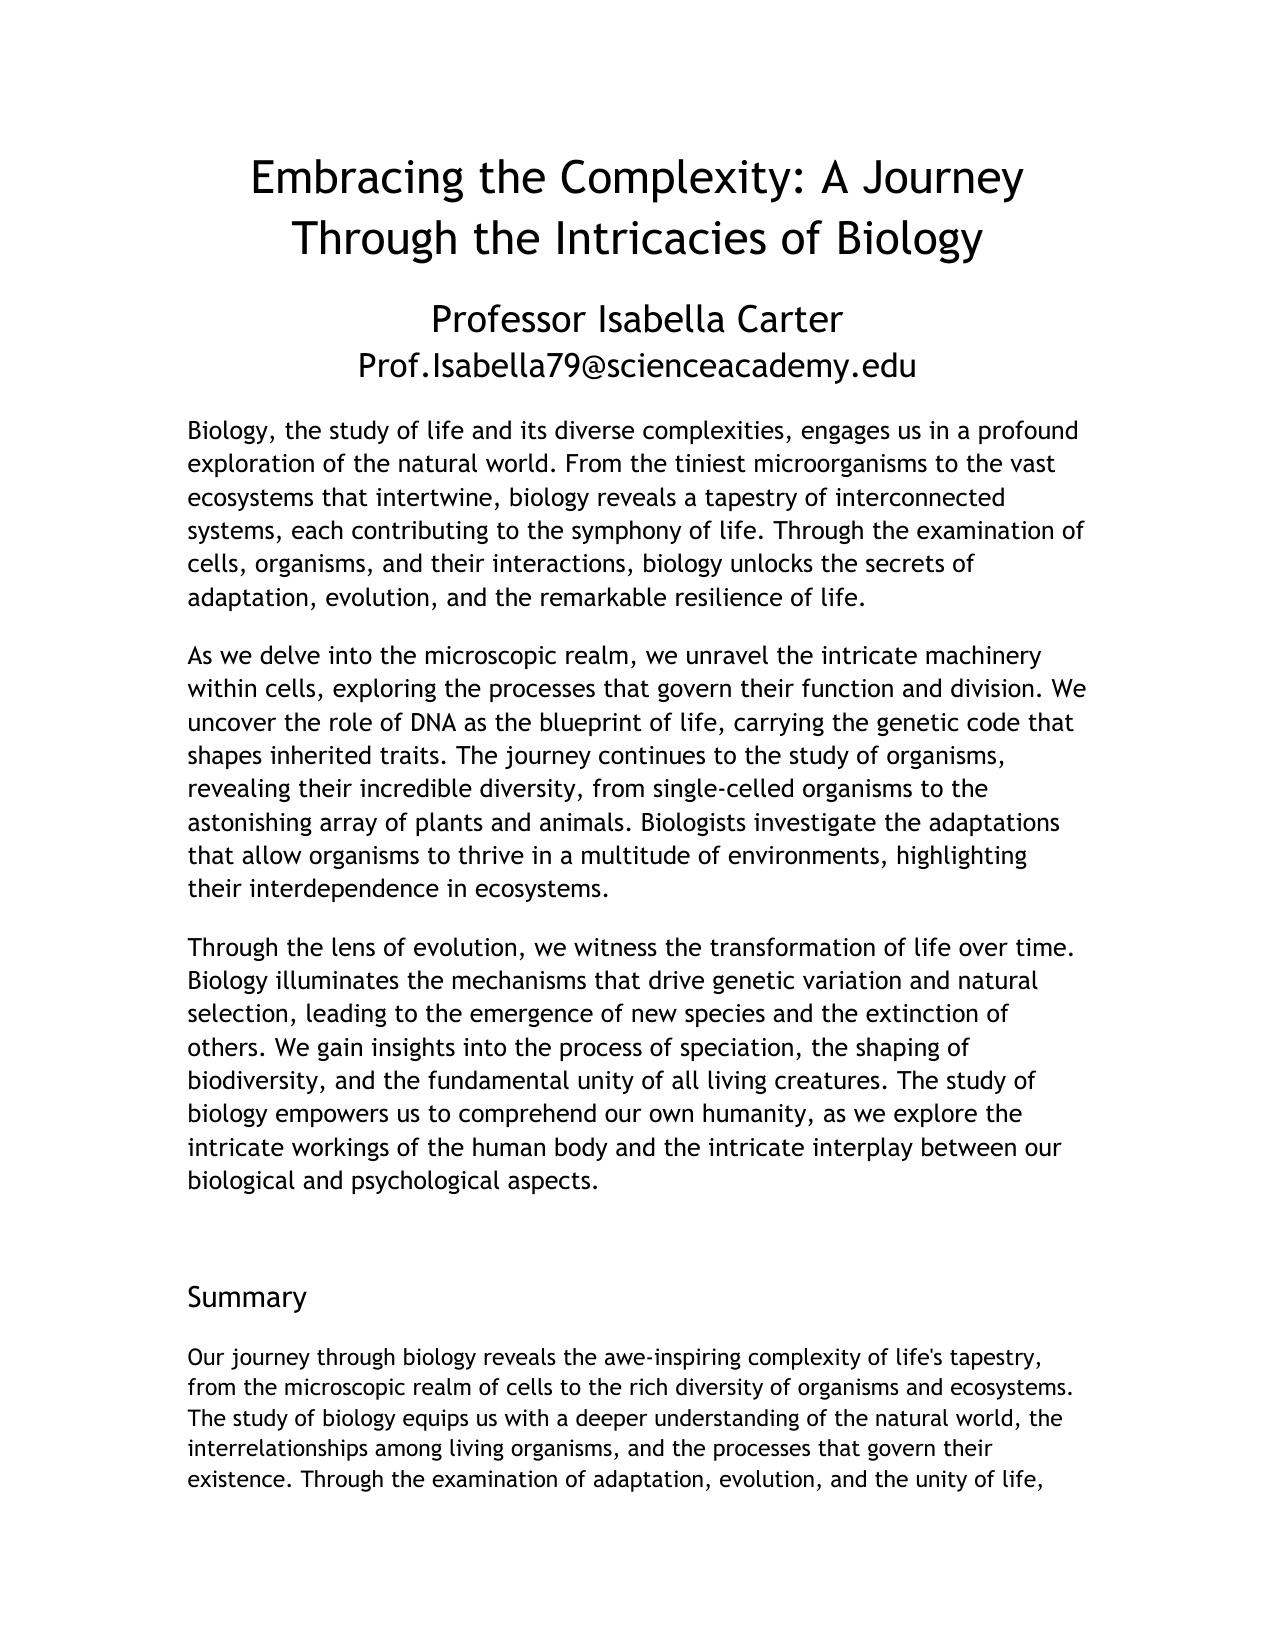 Embracing the Complexity: A Journey
Through the Intricacies of Biology
Professor Isabella Carter
Prof.Isabella79@scienceacademy.edu
Biology, the study of life and its diverse complexities, engages us in a profound
exploration of the natural world. From the tiniest microorganisms to the vast
ecosystems that intertwine, biology reveals a tapestry of interconnected
systems, each contributing to the symphony of life. Through the examination of
cells, organisms, and their interactions, biology unlocks the secrets of
adaptation, evolution, and the remarkable resilience of life.
As we delve into the microscopic realm, we unravel the intricate machinery
within cells, exploring the processes that govern their function and division. We
uncover the role of DNA as the blueprint of life, carrying the genetic code that
shapes inherited traits. The journey continues to the study of organisms,
revealing their incredible diversity, from single-celled organisms to the
astonishing array of plants and animals. Biologists investigate the adaptations
that allow organisms to thrive in a multitude of environments, highlighting
their interdependence in ecosystems.
Through the lens of evolution, we witness the transformation of life over time.
Biology illuminates the mechanisms that drive genetic variation and natural
selection, leading to the emergence of new species and the extinction of
others. We gain insights into the process of speciation, the shaping of
biodiversity, and the fundamental unity of all living creatures. The study of
biology empowers us to comprehend our own humanity, as we explore the
intricate workings of the human body and the intricate interplay between our
biological and psychological aspects.
Summary
Our journey through biology reveals the awe-inspiring complexity of life's tapestry,
from the microscopic realm of cells to the rich diversity of organisms and ecosystems.
The study of biology equips us with a deeper understanding of the natural world, the
interrelationships among living organisms, and the processes that govern their
existence. Through the examination of adaptation, evolution, and the unity of life,